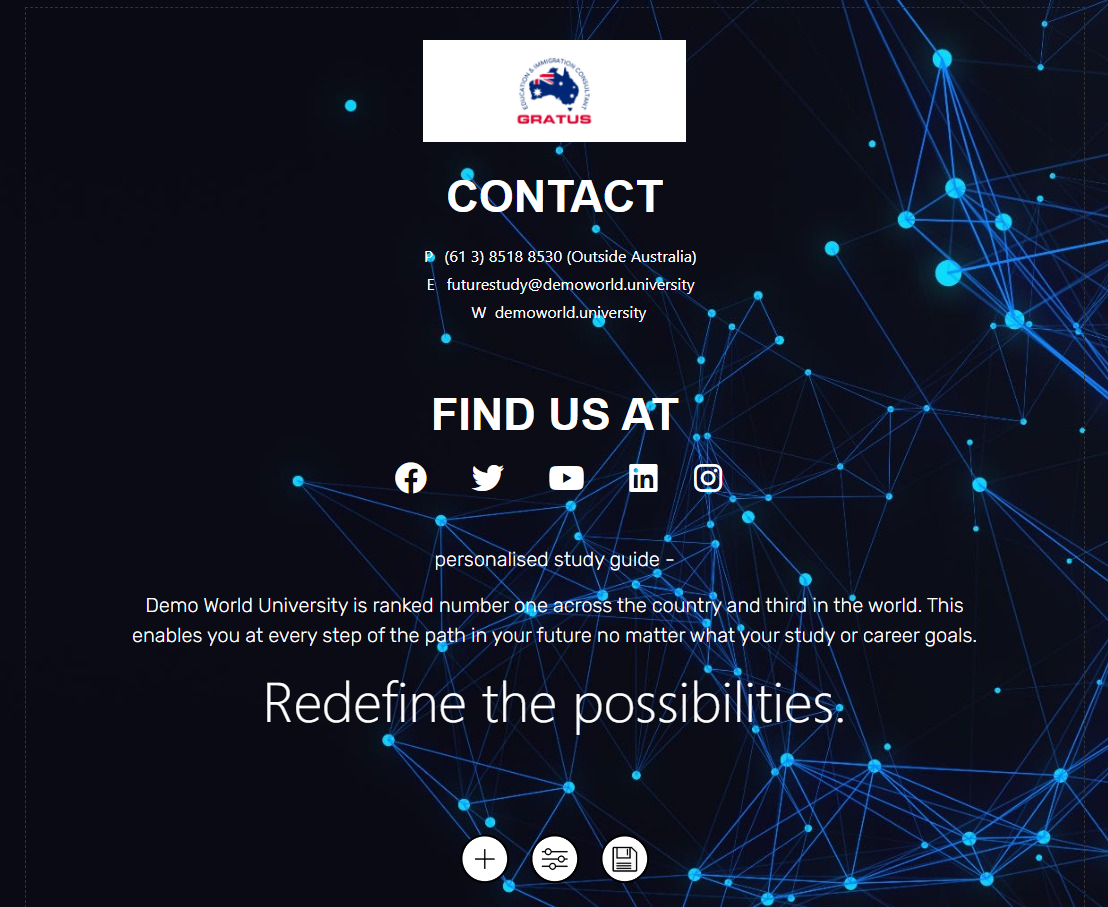 EDUCATION & IMMIGRATION CONSULTANT
GRATUS
CONTACT
P (61 3) 8518 8530 (Outside Australia)
E futurestudy@demoworld.university
W demoworld.university
FIND US AT
personalised study guide -
Demo World University is ranked number one across the country and third in the world. This
enables you at every step of the path in your future no matter what your study or career goals.
Redefine the possibilities.